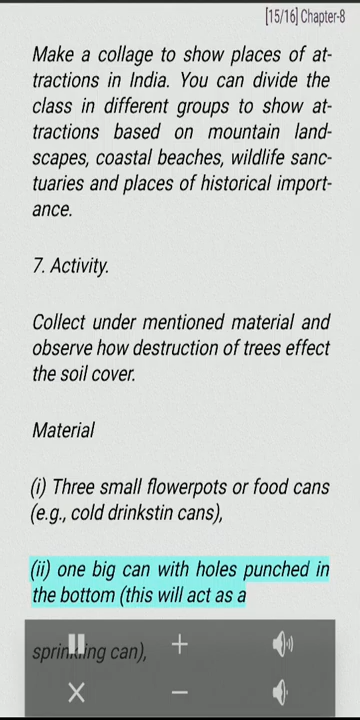 [15/16] Chapter-8
Make a collage to show places of at-
tractions in India. You can divide the
class in different groups to show at-
tractions based on mountain land-
scapes, coastal beaches, wildlife sanc-
tuaries and places of historical import-
ance.
7. Activity.
Collect under mentioned material and
observe how destruction of trees effect
the soil cover.
Material
(i) Three small flowerpots or food cans
(e.g., cold drinkstin cans),
(ii) one big can with holes punched in
the bottom (this will act as a
sprinkling can),